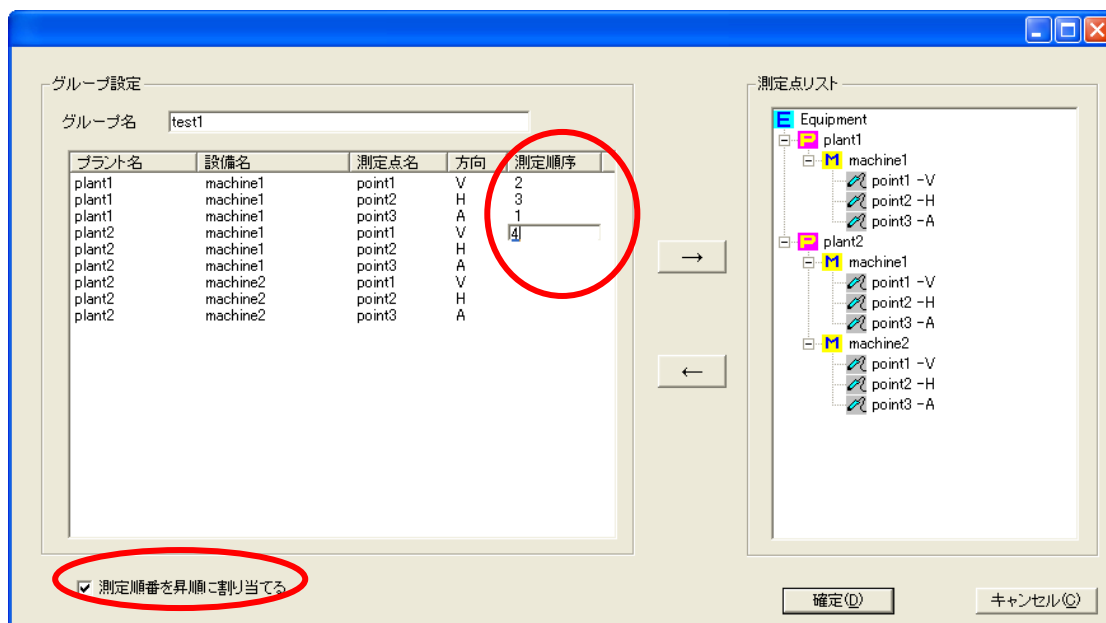 グループ設定
グループ名 test1
プラント名 設備名 測定点名 方向 測定順序
plant1 machine1 point1 V 2
plant1 machine1 point2 H 3
plant1 machine1 point3 A 1
plant2 machine1 point1 V 4
plant2 machine1 point2 H
plant2 machine1 point3 A
plant2 machine2 point1 V
plant2 machine2 point2 H
plant2 machine2 point3 A
測定順番を昇順に割り当てる
→
←
測定点リスト
E Equipment
P plant1
M machine1
point1 -V
point2 -H
point3 -A
P plant2
M machine1
point1 -V
point2 -H
point3 -A
M machine2
point1 -V
point2 -H
point3 -A
確定(D) キャンセル(C)